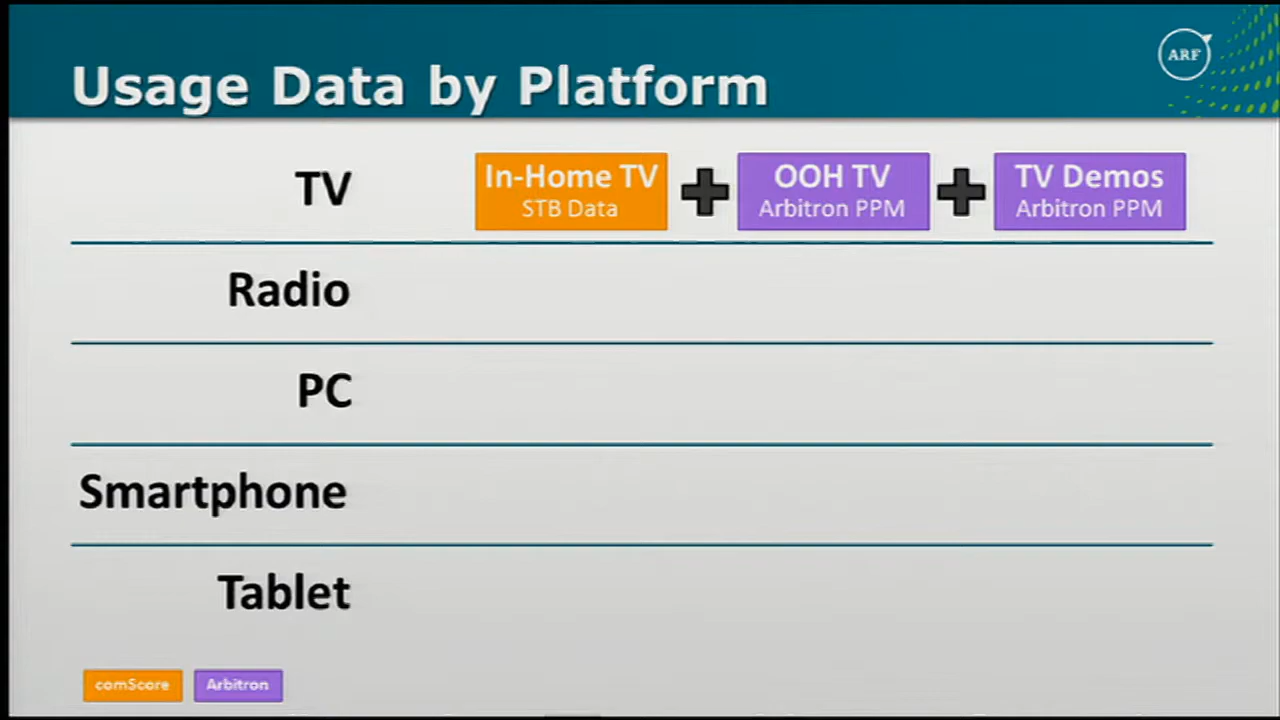 Usage Data by Platform
ARF
TV
In-Home TV
STB Data
OOH TV
Arbitron PPM
TV Demos
Arbitron PPM
Radio
PC
Smartphone
Tablet
comScore
Arbitron